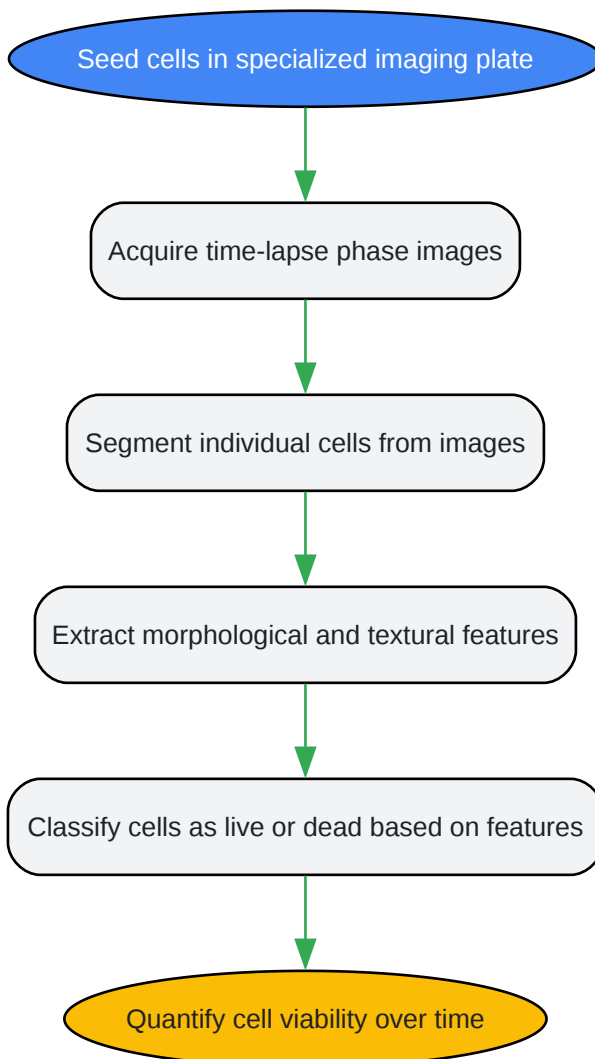 Seed cells in specialized imaging plate
Acquire time-lapse phase images
Segment individual cells from images
Extract morphological and textural features
Classify cells as live or dead based on features
Quantify cell viability over time